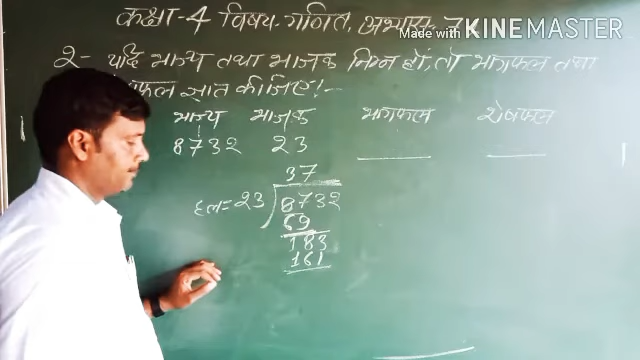 कक्षा-4 विषय-गणित, अभ्यास-7
Made with KINEMASTER
2- यदि भाज्य तथा भाजक निम्न हों, तो भागफल तथा
फल ज्ञात कीजिए!-
भाज्य भाजक भागफल शेषफल
8732 23
37
हल=23 8732
69
183
161